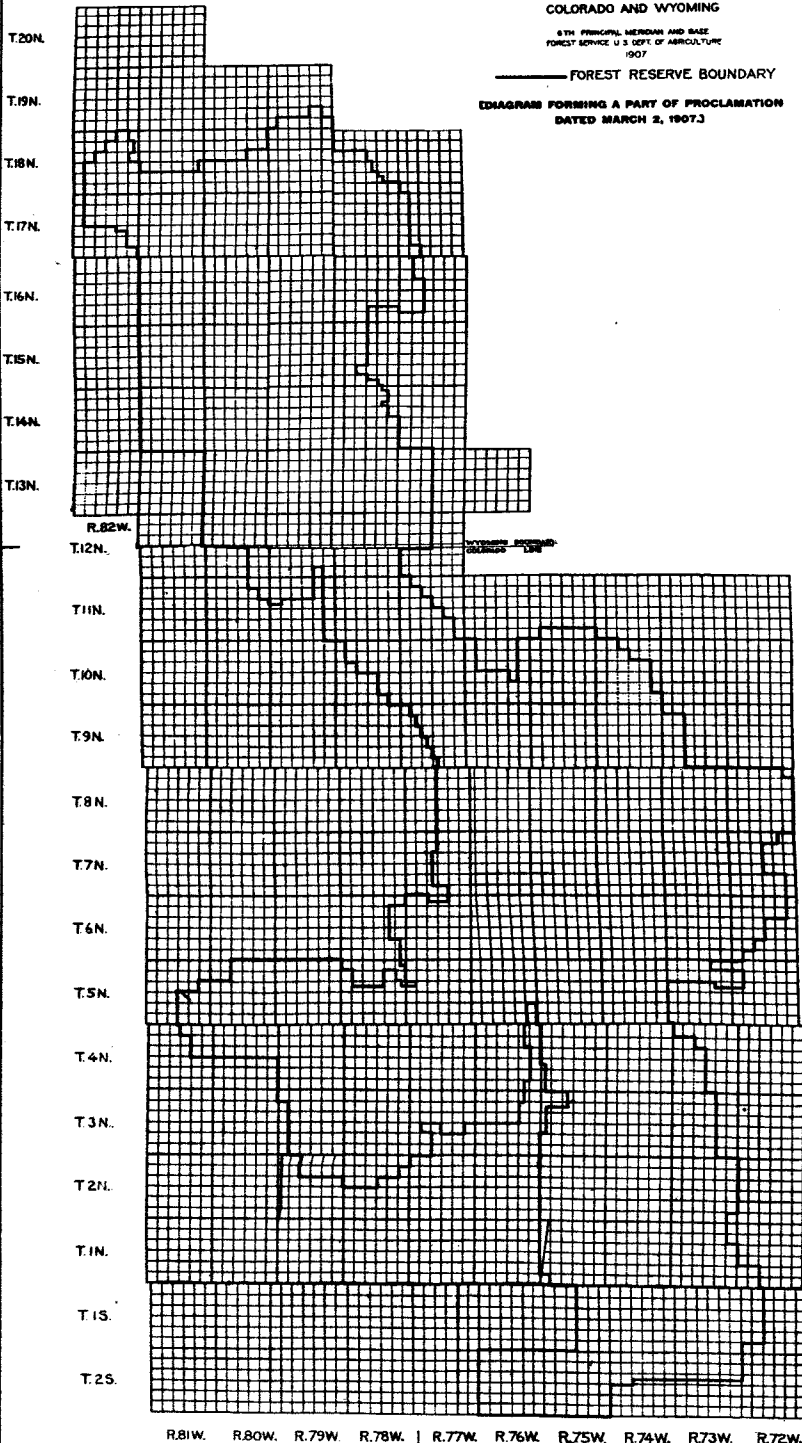 COLORADO AND WYOMING
6TH PRINCIPAL MERIDIAN AND BASE
FOREST SERVICE U S DEPT. OF AGRICULTURE
1907
FOREST RESERVE BOUNDARY
[DIAGRAM FORMING A PART OF PROCLAMATION
DATED MARCH 2, 1907.]
T.20N.
T.19N.
T.18N.
T.17N.
T.16N.
T.15N.
T.14N.
T.13N.
R.82W.
T.12N.
WYOMING BOUNDARY
COLORADO LINE
T.11N.
T.10N.
T.9N.
T.8N.
T.7N.
T.6N.
T.5N.
T.4N.
T.3N.
T 2N.
T.1N.
T 1S.
T.2S.
R.81W. R.80W. R.79W. R.78W. R.77W. R.76W. R.75W. R.74W. R.73W. R.72W.